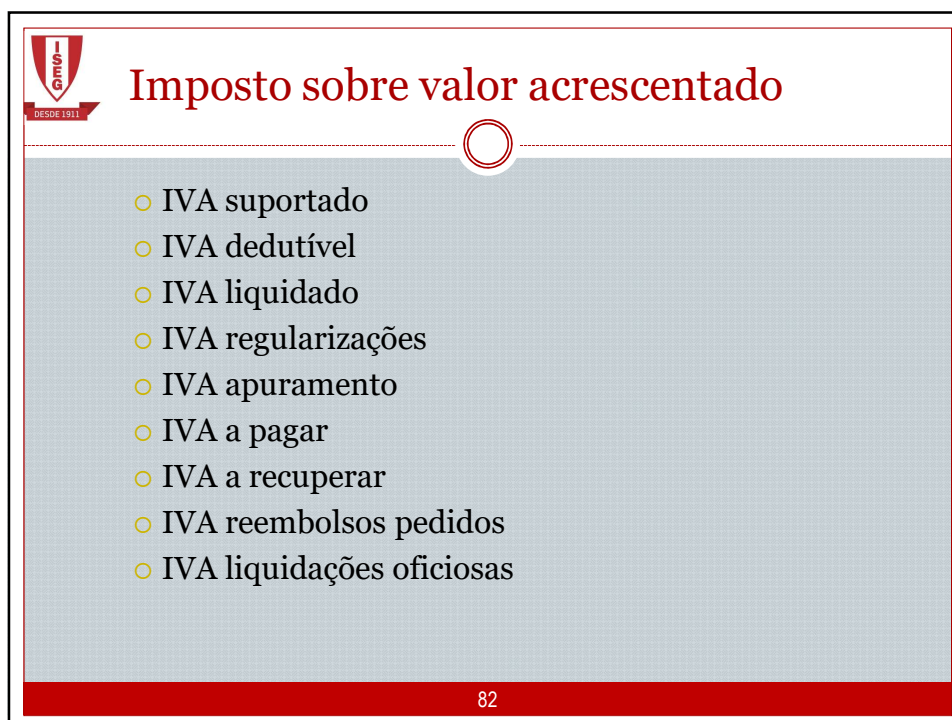 ISEG
DESDE 1911
Imposto sobre valor acrescentado
IVA suportado
IVA dedutível
IVA liquidado
IVA regularizações
IVA apuramento
IVA a pagar
IVA a recuperar
IVA reembolsos pedidos
IVA liquidações oficiosas
82